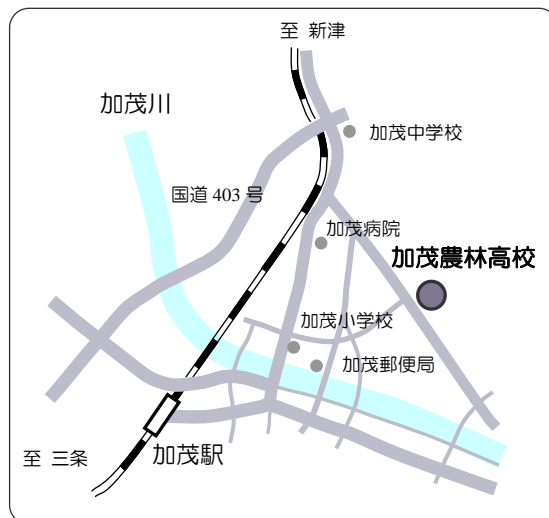 至 新津
加茂川
加茂中学校
国道 403 号
加茂病院
加茂農林高校
加茂小学校
加茂郵便局
至 三条
加茂駅